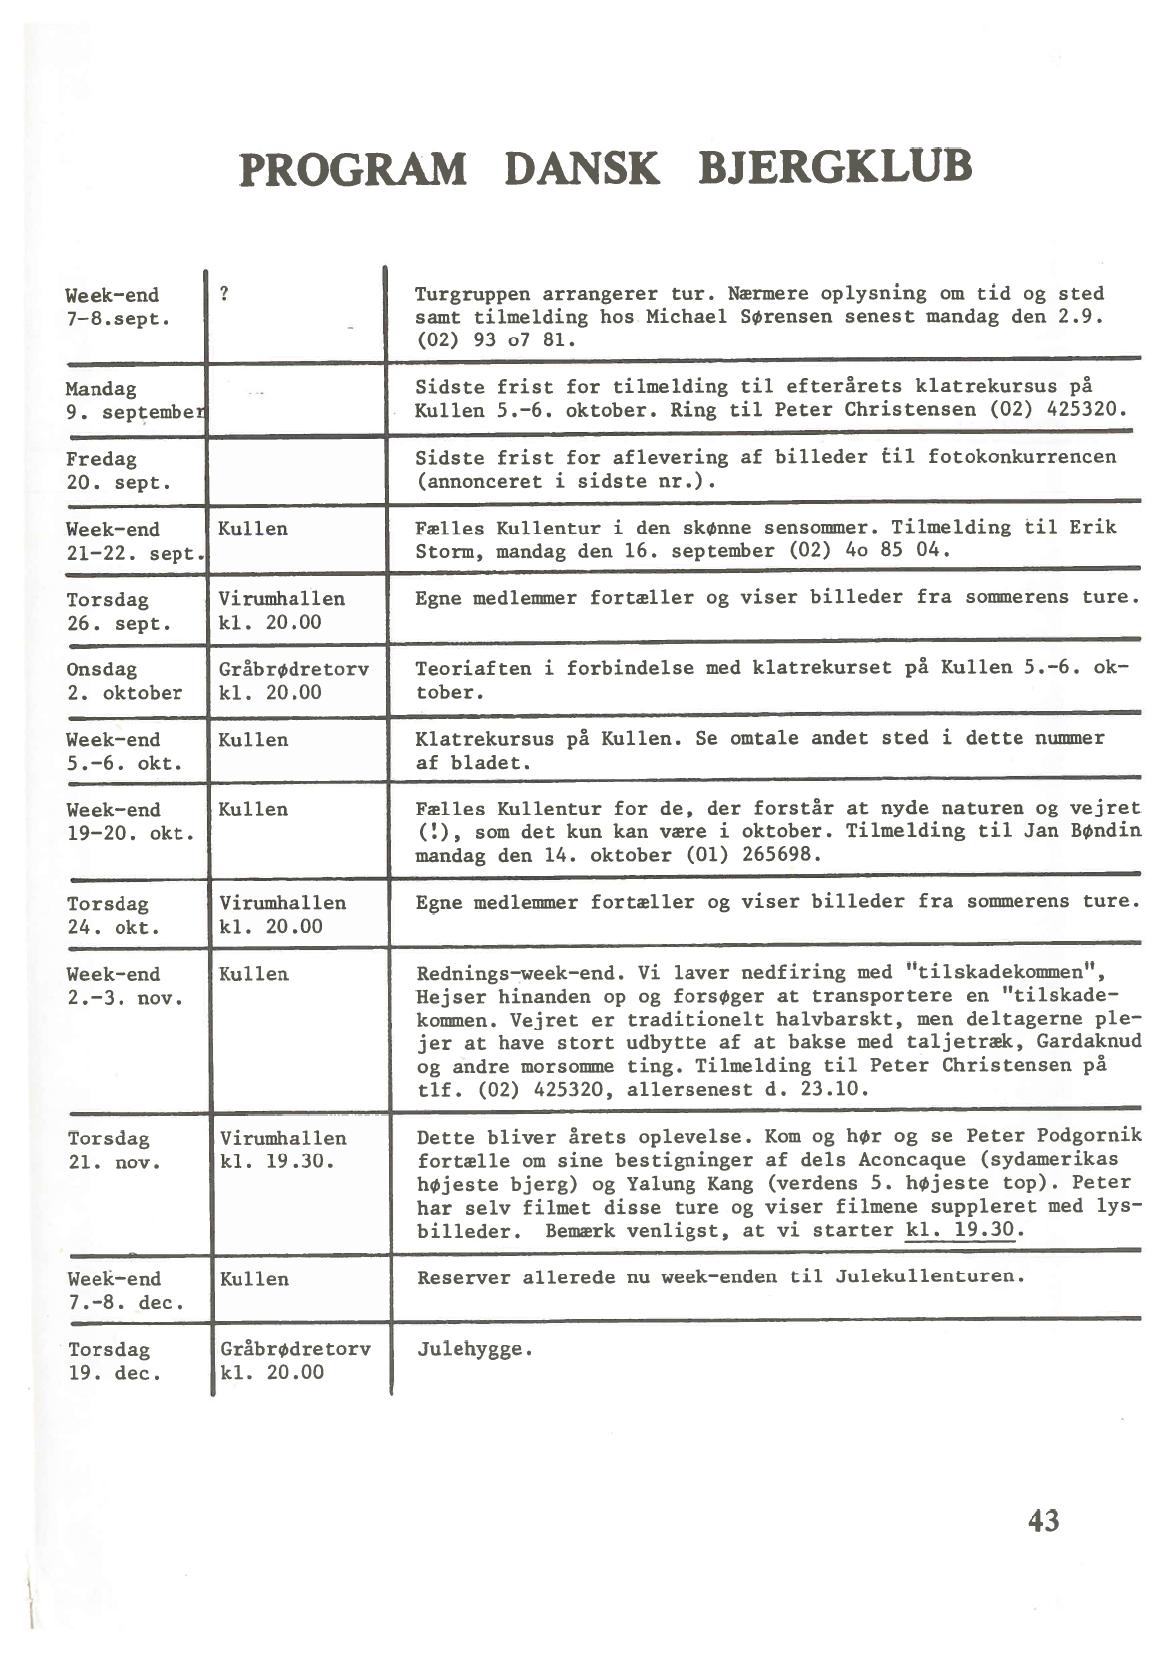 PROGRAM DANSK BJERGKLUB
Week-end ? Turgruppen arrangerer tur. Nærmere oplysning om tid og sted
7-8.sept. samt tilmelding hos Michael Sørensen senest mandag den 2.9.
(02) 93 o7 81.
Mandag Sidste frist for tilmelding til efterårets klatrekursus på
9. september Kullen 5.-6. oktober. Ring til Peter Christensen (02) 425320.
Fredag Sidste frist for aflevering af billeder til fotokonkurrencen
20. sept. (annonceret i sidste nr.).
Week-end Kullen Fælles Kullentur i den skønne sensommer. Tilmelding til Erik
21-22. sept. Storm, mandag den 16. september (02) 4o 85 04.
Torsdag Virumhallen Egne medlemmer fortæller og viser billeder fra sommerens ture.
26. sept. kl. 20.00
Onsdag Gråbrødretorv Teoriaften i forbindelse med klatrekurset på Kullen 5.-6. ok-
2. oktober kl. 20.00 tober.
Week-end Kullen Klatrekursus på Kullen. Se omtale andet sted i dette nummer
5.-6. okt. af bladet.
Week-end Kullen Fælles Kullentur for de, der forstår at nyde naturen og vejret
19-20. okt. (!), som det kun kan være i oktober. Tilmelding til Jan Bøndin
mandag den 14. oktober (01) 265698.
Torsdag Virumhallen Egne medlemmer fortæller og viser billeder fra sommerens ture.
24. okt. kl. 20.00
Week-end Kullen Rednings-week-end. Vi laver nedfiring med "tilskadekommen",
2.-3. nov. Hejser hinanden op og forsøger at transportere en "tilskade-
kommen. Vejret er traditionelt halvbarskt, men deltagerne ple-
jer at have stort udbytte af at bakse med taljetræk, Gardaknud
og andre morsomme ting. Tilmelding til Peter Christensen på
tlf. (02) 425320, allersenest d. 23.10.
Torsdag Virumhallen Dette bliver årets oplevelse. Kom og hør og se Peter Podgornik
21. nov. kl. 19.30. fortælle om sine bestigninger af dels Aconcaque (sydamerikas
højeste bjerg) og Yalung Kang (verdens 5. højeste top). Peter
har selv filmet disse ture og viser filmene suppleret med lys-
billeder. Bemærk venligst, at vi starter kl. 19.30.
Week-end Kullen Reserver allerede nu week-enden til Julekullenturen.
7.-8. dec.
Torsdag Gråbrødretorv Julehygge.
19. dec. kl. 20.00
43